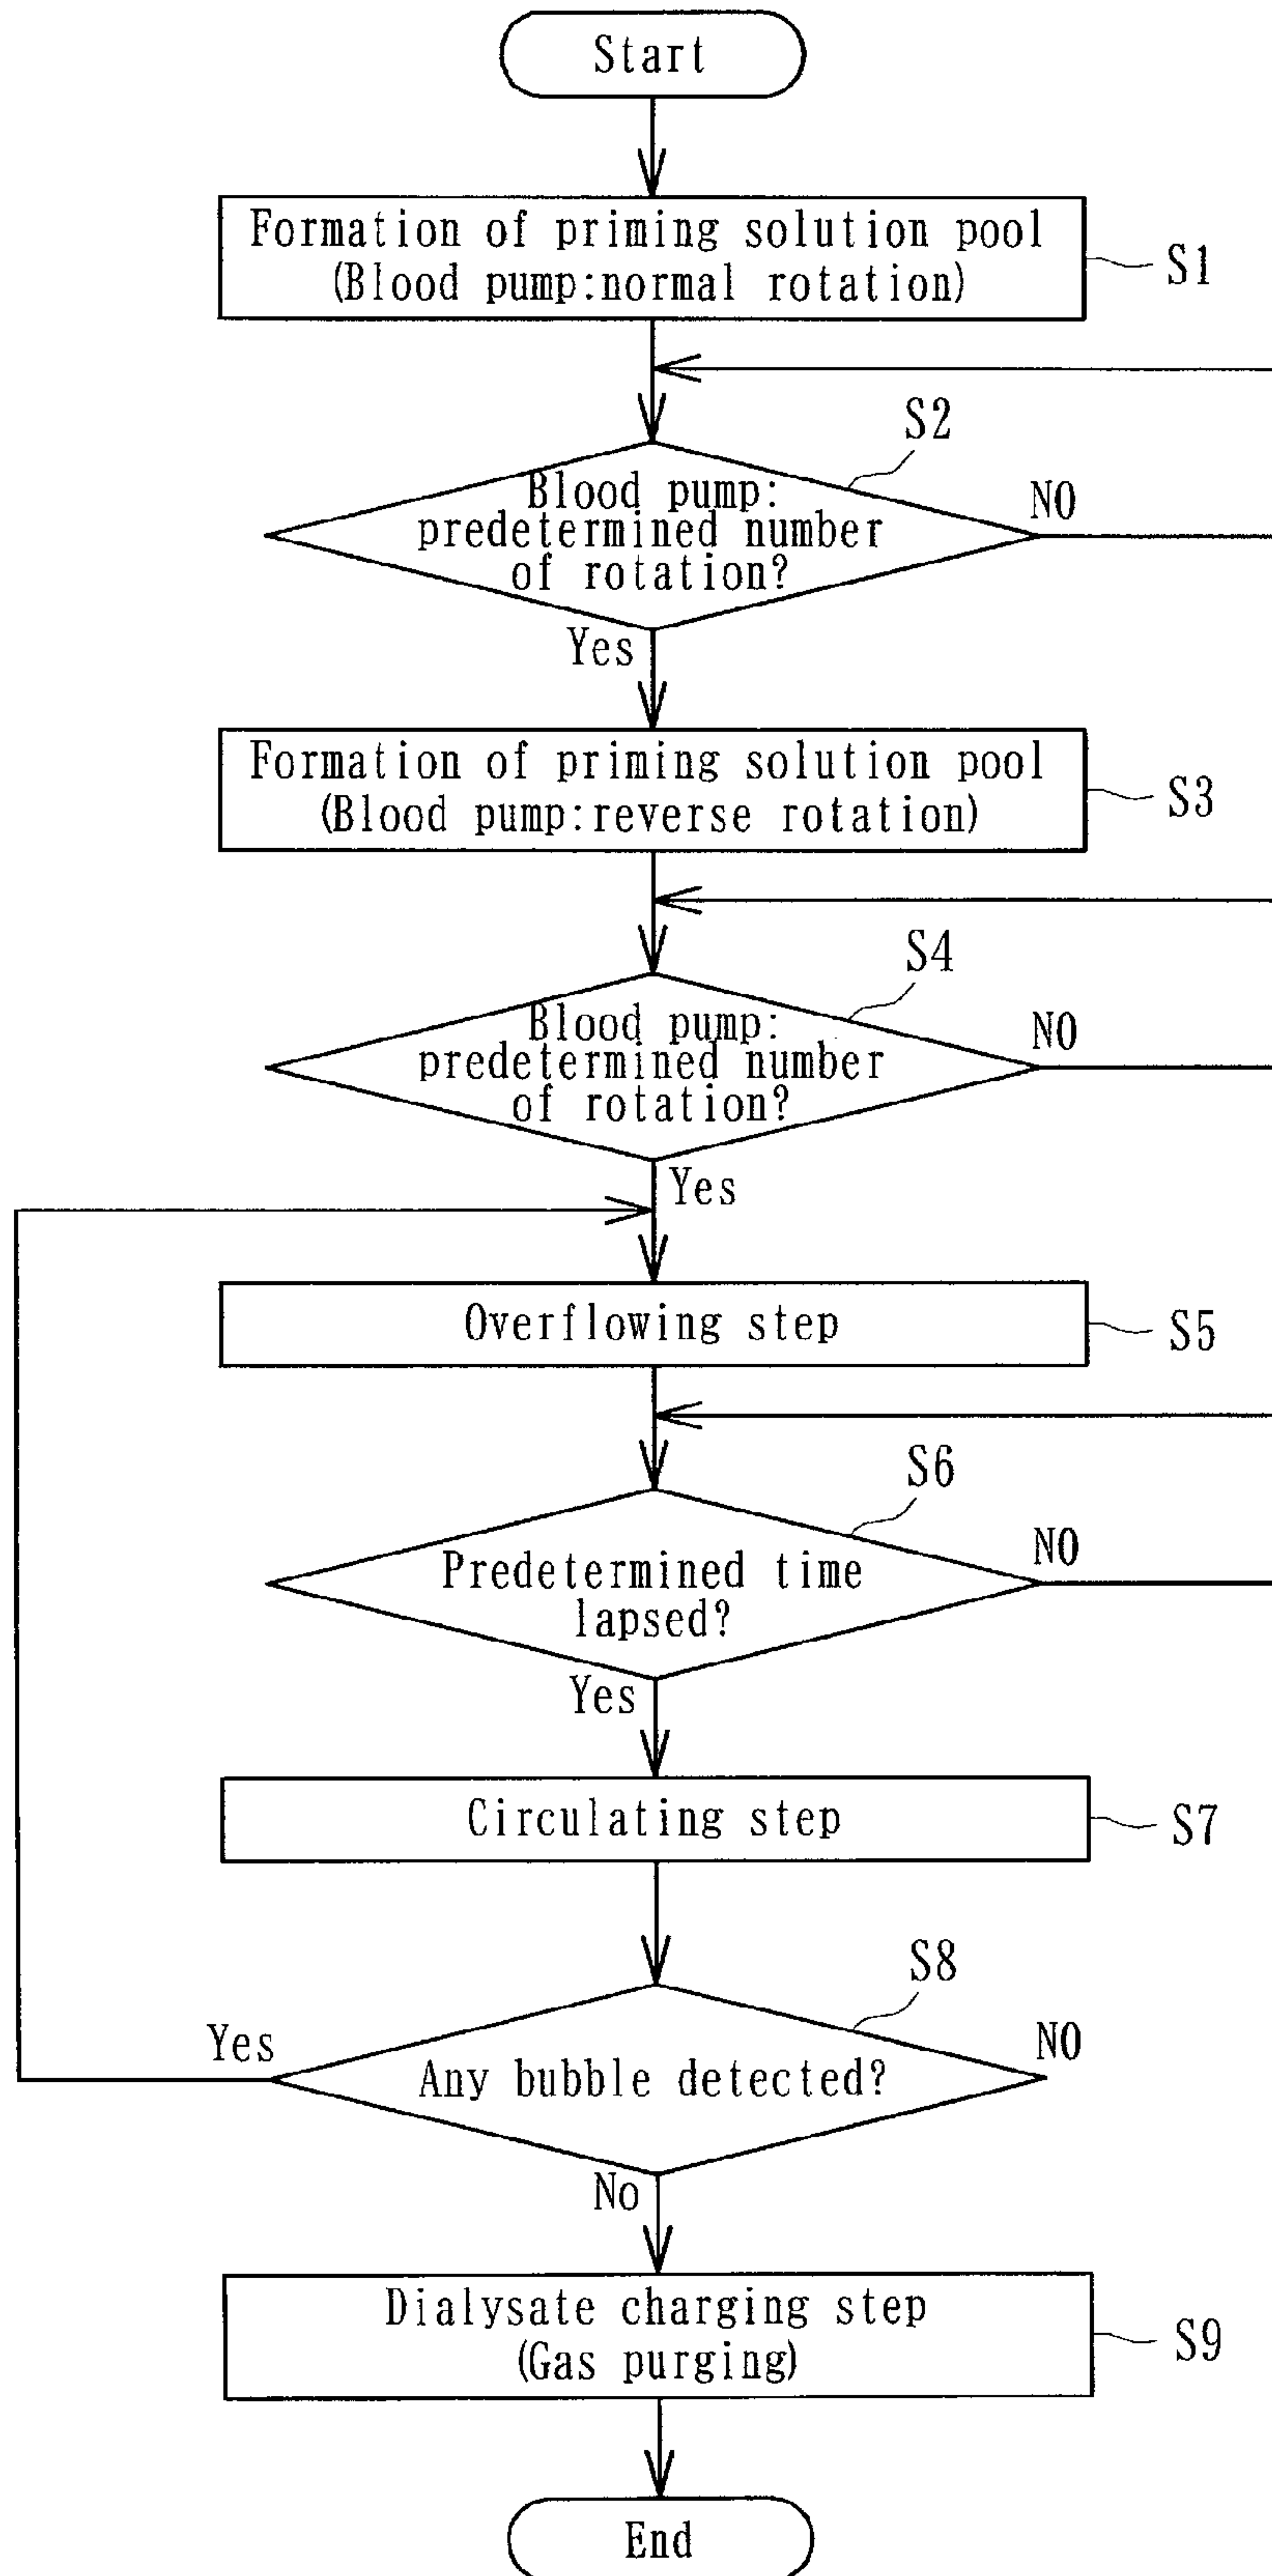 Start
Formation of priming solution pool
(Blood pump:normal rotation)
S1
S2
Blood pump:
predetermined number
of rotation?
NO
Yes
Formation of priming solution pool
(Blood pump:reverse rotation)
S3
S4
Blood pump:
predetermined number
of rotation?
NO
Yes
Overflowing step
S5
S6
Predetermined time
lapsed?
NO
Yes
Circulating step
S7
S8
Yes
Any bubble detected?
NO
No
Dialysate charging step
(Gas purging)
S9
End